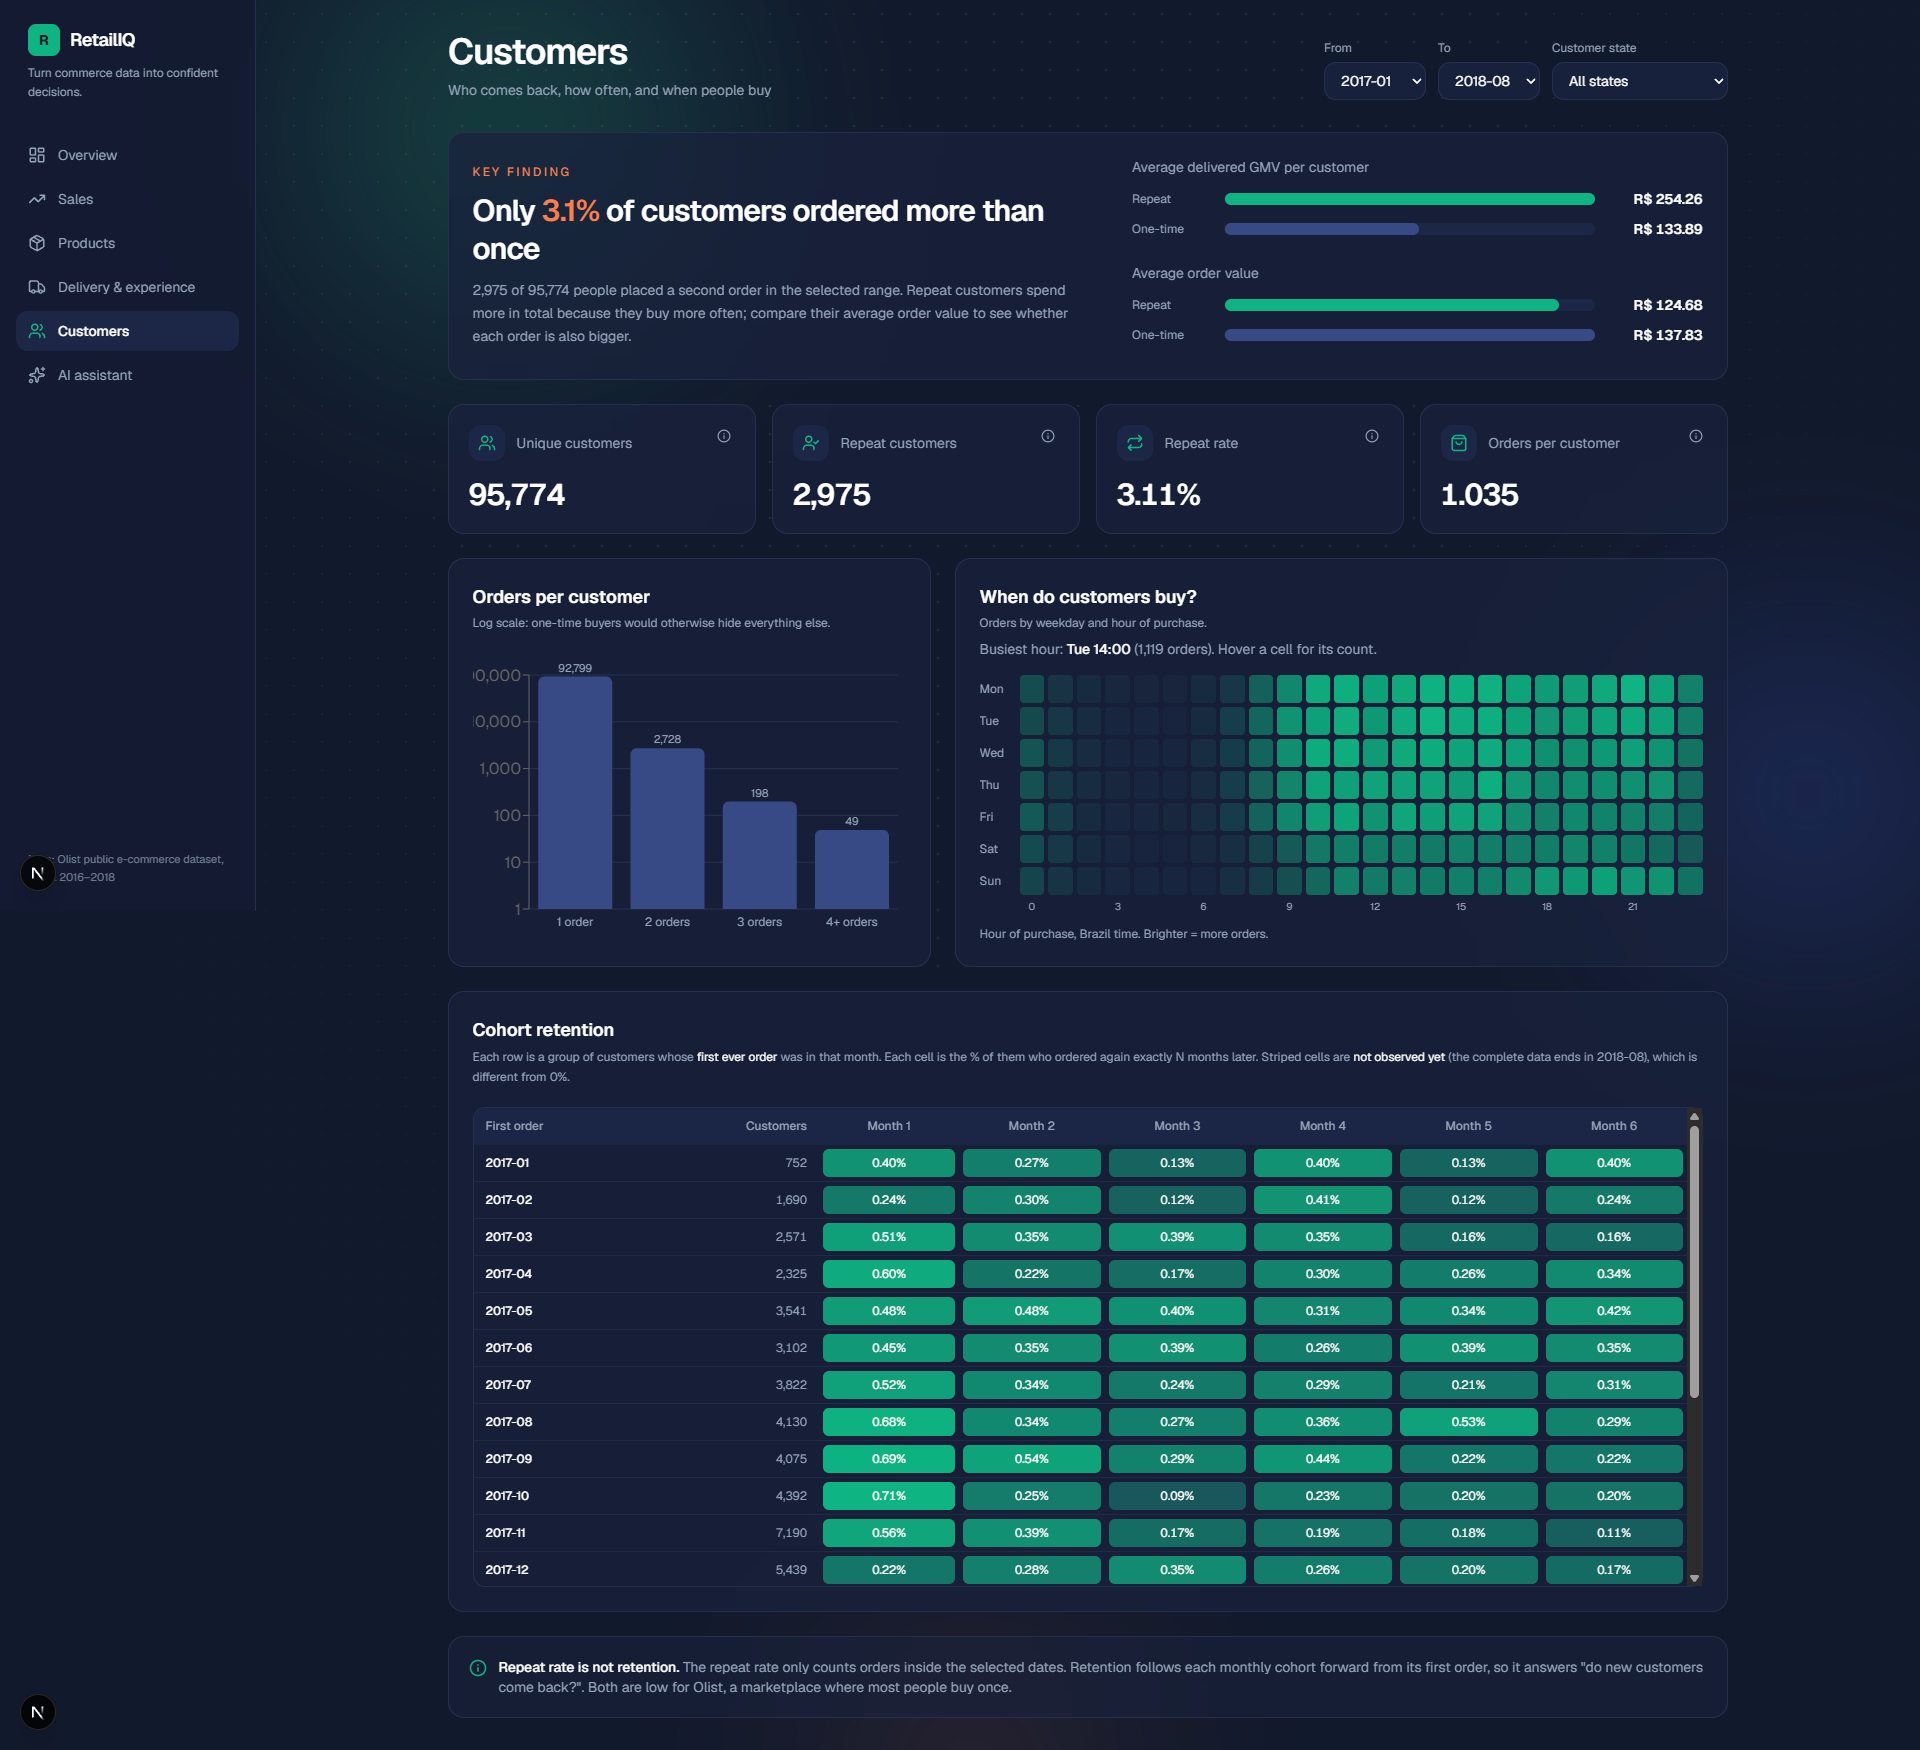 R RetailIQ
Turn commerce data into confident
decisions.
Overview
Sales
Products
Delivery & experience
Customers
AI assistant
Olist public e-commerce dataset,
2016–2018
N
Customers
Who comes back, how often, and when people buy
From To Customer state
2017-01 2018-08 All states
KEY FINDING
Only 3.1% of customers ordered more than
once
2,975 of 95,774 people placed a second order in the selected range. Repeat customers spend
more in total because they buy more often; compare their average order value to see whether
each order is also bigger.
Average delivered GMV per customer
Repeat R$ 254.26
One-time R$ 133.89
Average order value
Repeat R$ 124.68
One-time R$ 137.83
Unique customers
95,774
Repeat customers
2,975
Repeat rate
3.11%
Orders per customer
1.035
Orders per customer
Log scale: one-time buyers would otherwise hide everything else.
92,799
2,728
198
49
0,000
0,000
1,000
100
10
1
1 order 2 orders 3 orders 4+ orders
When do customers buy?
Orders by weekday and hour of purchase.
Busiest hour: Tue 14:00 (1,119 orders). Hover a cell for its count.
Mon
Tue
Wed
Thu
Fri
Sat
Sun
0 3 6 9 12 15 18 21
Hour of purchase, Brazil time. Brighter = more orders.
Cohort retention
Each row is a group of customers whose first ever order was in that month. Each cell is the % of them who ordered again exactly N months later. Striped cells are not observed yet (the complete data ends in 2018-08), which is
different from 0%.
First order Customers Month 1 Month 2 Month 3 Month 4 Month 5 Month 6
2017-01 752 0.40% 0.27% 0.13% 0.40% 0.13% 0.40%
2017-02 1,690 0.24% 0.30% 0.12% 0.41% 0.12% 0.24%
2017-03 2,571 0.51% 0.35% 0.39% 0.35% 0.16% 0.16%
2017-04 2,325 0.60% 0.22% 0.17% 0.30% 0.26% 0.34%
2017-05 3,541 0.48% 0.48% 0.40% 0.31% 0.34% 0.42%
2017-06 3,102 0.45% 0.35% 0.39% 0.26% 0.39% 0.35%
2017-07 3,822 0.52% 0.34% 0.24% 0.29% 0.21% 0.31%
2017-08 4,130 0.68% 0.34% 0.27% 0.36% 0.53% 0.29%
2017-09 4,075 0.69% 0.54% 0.29% 0.44% 0.22% 0.22%
2017-10 4,392 0.71% 0.25% 0.09% 0.23% 0.20% 0.20%
2017-11 7,190 0.56% 0.39% 0.17% 0.19% 0.18% 0.11%
2017-12 5,439 0.22% 0.28% 0.35% 0.26% 0.20% 0.17%
Repeat rate is not retention. The repeat rate only counts orders inside the selected dates. Retention follows each monthly cohort forward from its first order, so it answers "do new customers
come back?". Both are low for Olist, a marketplace where most people buy once.
N